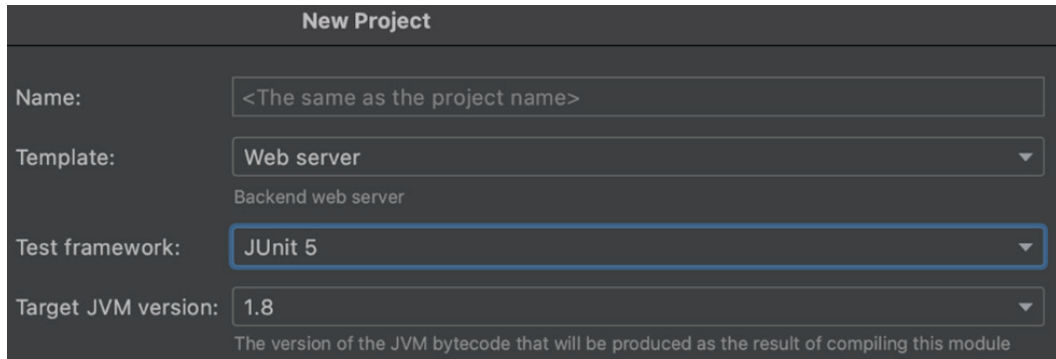 New Project
Name: <The same as the project name>
Template: Web server
Backend web server
Test framework: JUnit 5
Target JVM version: 1.8
The version of the JVM bytecode that will be produced as the result of compiling this module